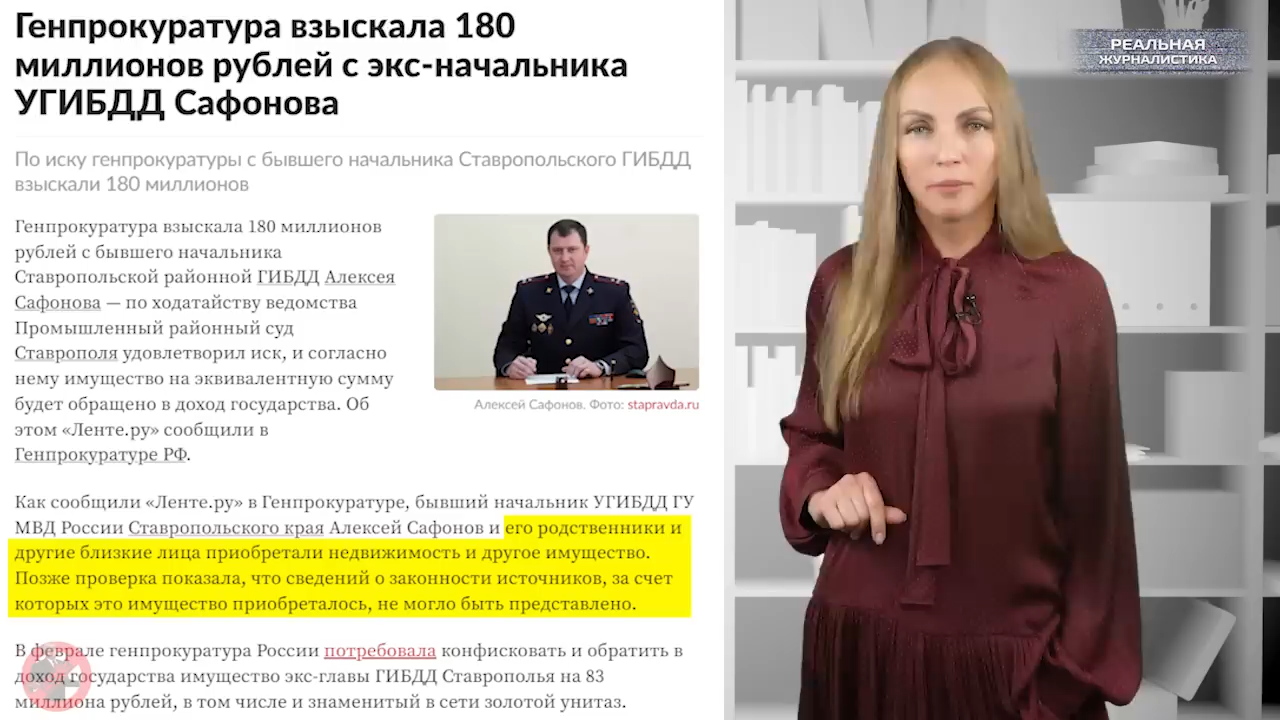 Генпрокуратура взыскала 180
миллионов рублей с экс-начальника
УГИБДД Сафонова
По иску генпрокуратуры с бывшего начальника Ставропольского ГИБДД
взыскали 180 миллионов
Генпрокуратура взыскала 180 миллионов
рублей с бывшего начальника
Ставропольской районной ГИБДД Алексея
Сафонова — по ходатайству ведомства
Промышленный районный суд
Ставрополя удовлетворил иск, и согласно
нему имущество на эквивалентную сумму
будет обращено в доход государства. Об
этом «Ленте.ру» сообщили в
Генпрокуратуре РФ.
Алексей Сафонов. Фото: stapravda.ru
Как сообщили «Ленте.ру» в Генпрокуратуре, бывший начальник УГИБДД ГУ
МВД России Ставропольского края Алексей Сафонов и его родственники и
другие близкие лица приобретали недвижимость и другое имущество.
Позже проверка показала, что сведений о законности источников, за счет
которых это имущество приобреталось, не могло быть представлено.
В феврале генпрокуратура России потребовала конфисковать и обратить в
доход государства имущество экс-главы ГИБДД Ставрополья на 83
миллиона рублей, в том числе и знаменитый в сети золотой унитаз.
РЕАЛЬНАЯ
ЖУРНАЛИСТИКА